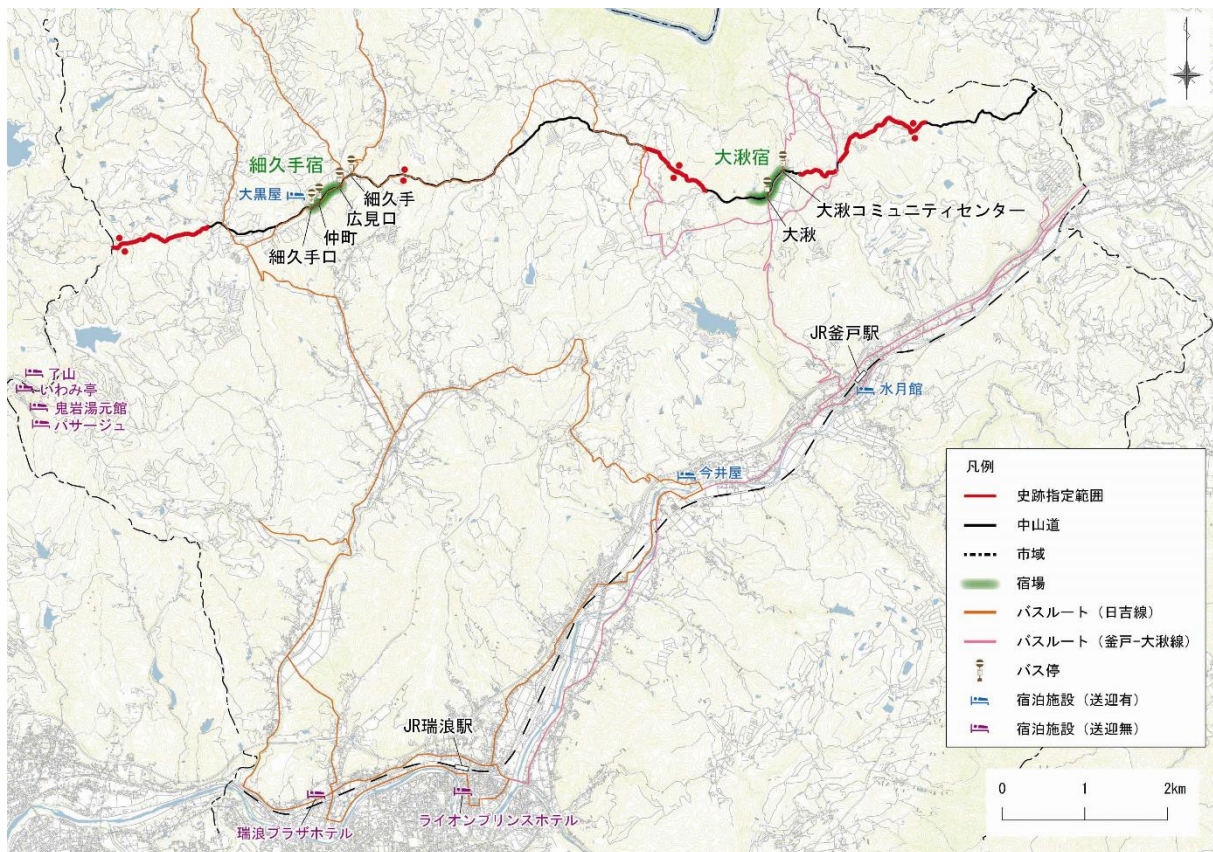 細久手宿
大黒屋
細久手
広見口
仲町
細久手口
大湫宿
大湫コミュニティセンター
大湫
JR釜戸駅
水月館
了山
いわみ亭
鬼岩湯元館
パサージュ
今井屋
JR瑞浪駅
瑞浪プラザホテル
ライオンプリンスホテル
凡例
史跡指定範囲
中山道
市域
宿場
バスルート（日吉線）
バスルート（釜戸-大湫線）
バス停
宿泊施設（送迎有）
宿泊施設（送迎無）
0 1 2km